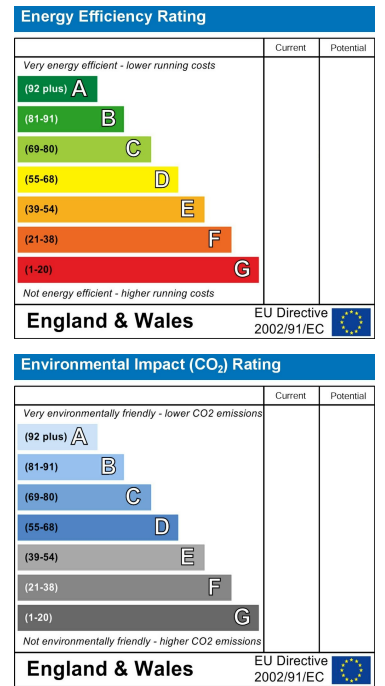 Energy Efficiency Rating
Current Potential
Very energy efficient - lower running costs
(92 plus) A
(81-91) B
(69-80) C
(55-68) D
(39-54) E
(21-38) F
(1-20) G
Not energy efficient - higher running costs
England & Wales
EU Directive
2002/91/EC
Environmental Impact (CO₂) Rating
Current Potential
Very environmentally friendly - lower CO2 emissions
(92 plus) A
(81-91) B
(69-80) C
(55-68) D
(39-54) E
(21-38) F
(1-20) G
Not environmentally friendly - higher CO2 emissions
England & Wales
EU Directive
2002/91/EC